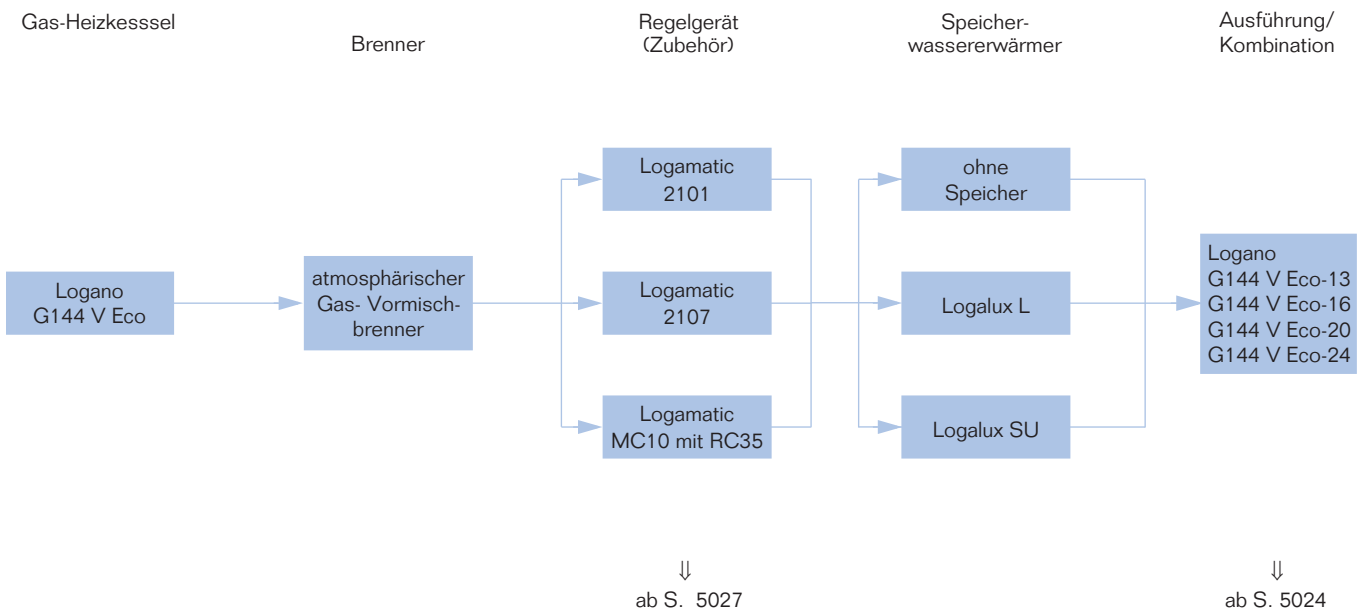 Gas-Heizkesssel
Brenner
Regelgerät
(Zubehör)
Speicher-
wassererwärmer
Ausführung/
Kombination
Logano
G144 V Eco
atmosphärischer
Gas- Vormisch-
brenner
Logamatic
2101
Logamatic
2107
Logamatic
MC10 mit RC35
ohne
Speicher
Logalux L
Logalux SU
Logano
G144 V Eco-13
G144 V Eco-16
G144 V Eco-20
G144 V Eco-24
⇓
ab S. 5027
⇓
ab S. 5024